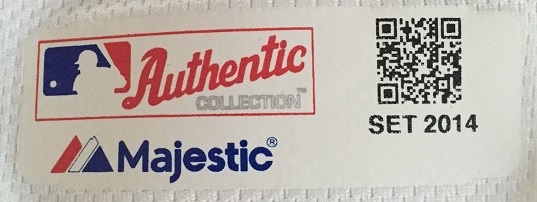 Authentic
COLLECTION™
Majestic®
SET 2014